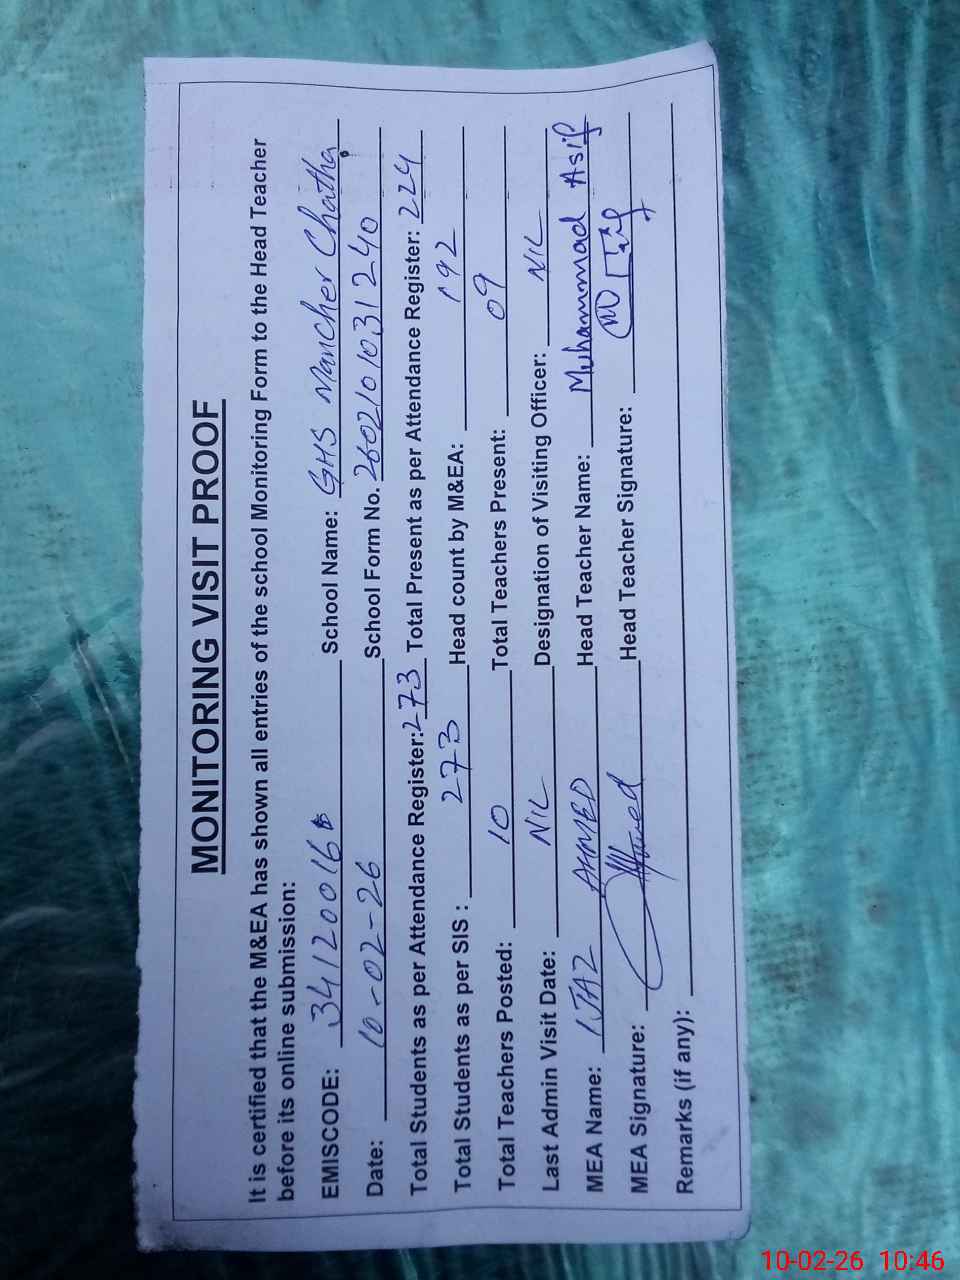 MONITORING VISIT PROOF
It is certified that the M&EA has shown all entries of the school Monitoring Form to the Head Teacher
before its online submission:
EMISCODE: 34120016 School Name: GHS Mancher Chatha
Date: 10-02-26 School Form No. 2602101031240
Total Students as per Attendance Register: 273 Total Present as per Attendance Register: 224
Total Students as per SIS : 273 Head count by M&EA: 192
Total Teachers Posted: 10 Total Teachers Present: 09
Last Admin Visit Date: NIL Designation of Visiting Officer: NIL
MEA Name: IJAZ AHMED Head Teacher Name: Muhammad Asif
MEA Signature: Head Teacher Signature:
Remarks (if any):
10-02-26 10:46